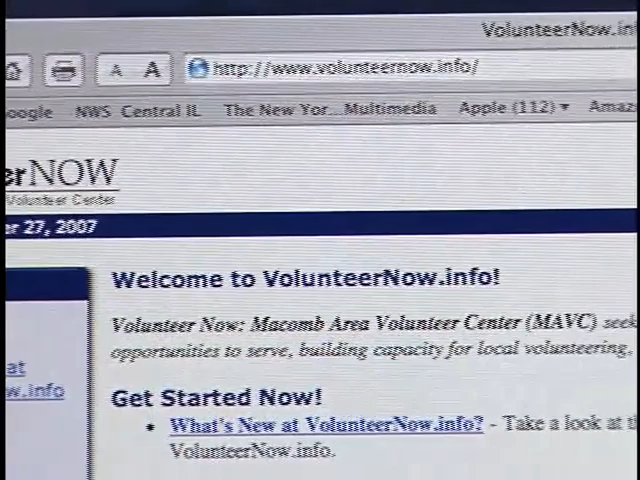 VolunteerNow.in
A A http://www.volunteernow.info/
oogle NWS Central IL The New Yor...Multimedia Apple (112) Amaz
erNOW
Volunteer Center
er 27, 2007
Welcome to VolunteerNow.info!
Volunteer Now: Macomb Area Volunteer Center (MAVC) seek
opportunities to serve, building capacity for local volunteering,
at
w.info
Get Started Now!
• What's New at VolunteerNow.info? - Take a look at th
VolunteerNow.info.